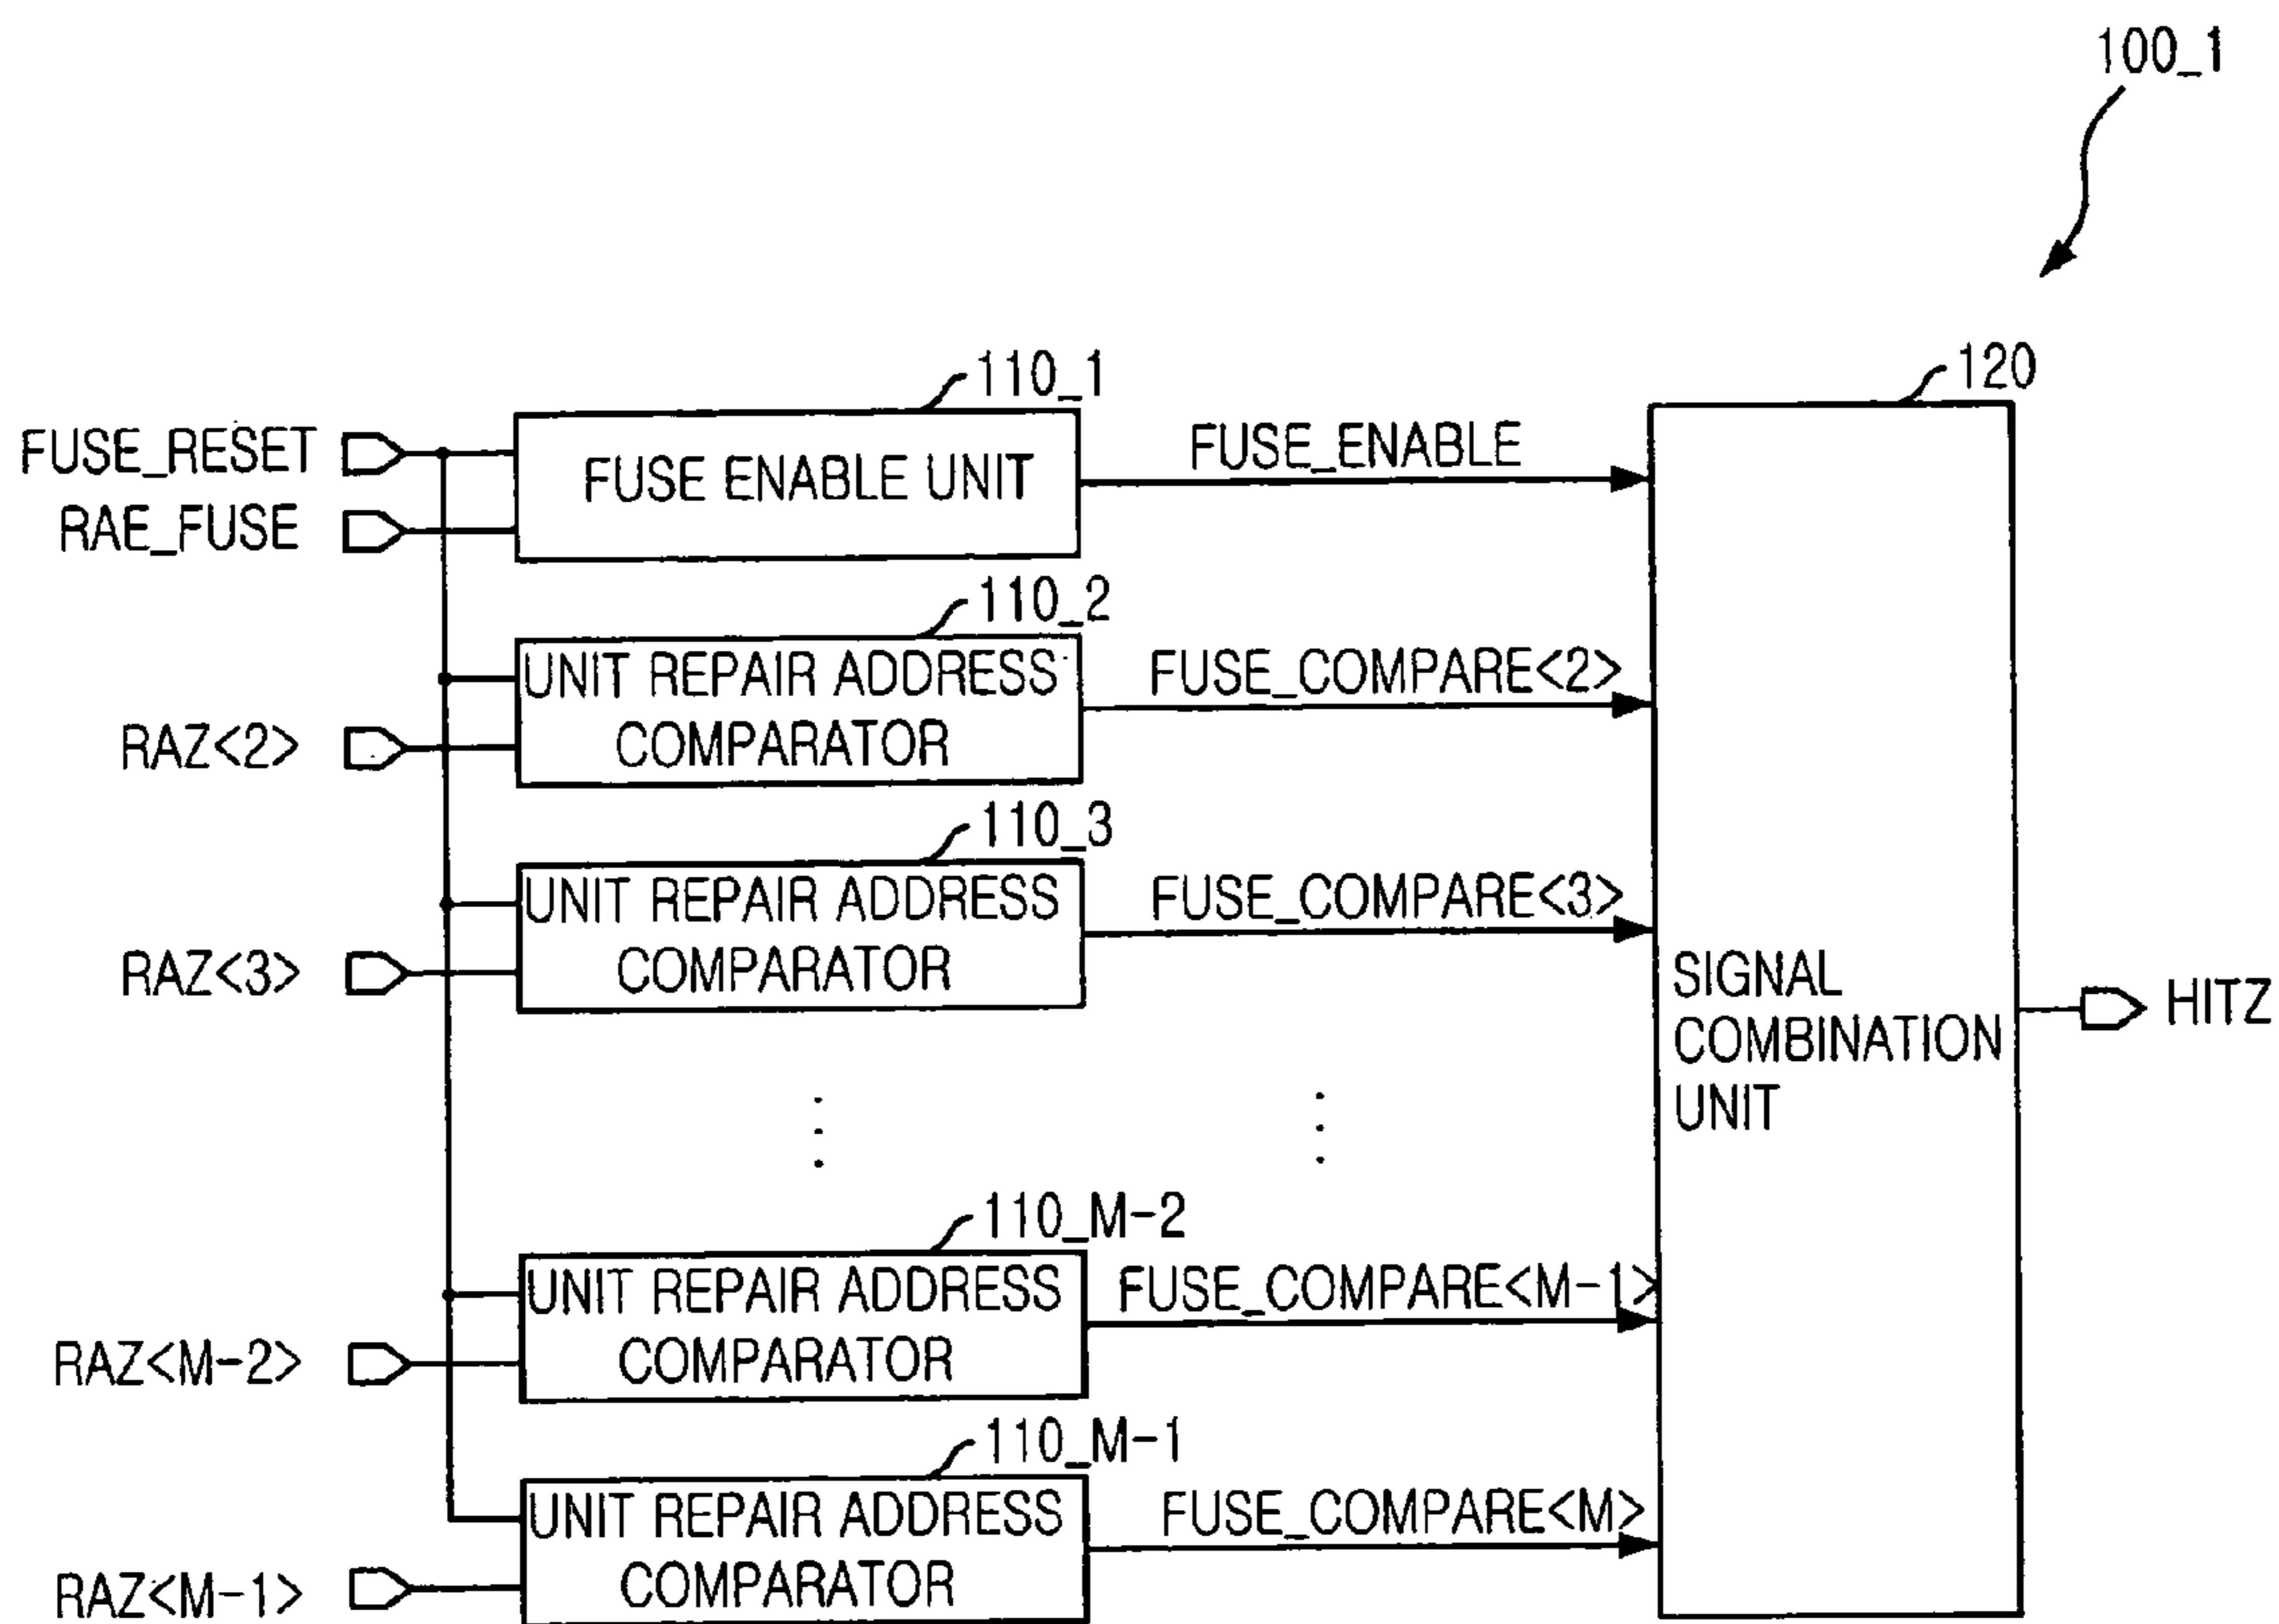 100_1
110_1
120
FUSE_RESET
FUSE ENABLE UNIT
FUSE_ENABLE
RAE_FUSE
110_2
UNIT REPAIR ADDRESS
COMPARATOR
FUSE_COMPARE<2>
RAZ<2>
110_3
UNIT REPAIR ADDRESS
COMPARATOR
FUSE_COMPARE<3>
RAZ<3>
SIGNAL
COMBINATION
UNIT
HITZ
110_M-2
UNIT REPAIR ADDRESS
COMPARATOR
FUSE_COMPARE<M-1>
RAZ<M-2>
110_M-1
UNIT REPAIR ADDRESS
COMPARATOR
FUSE_COMPARE<M>
RAZ<M-1>